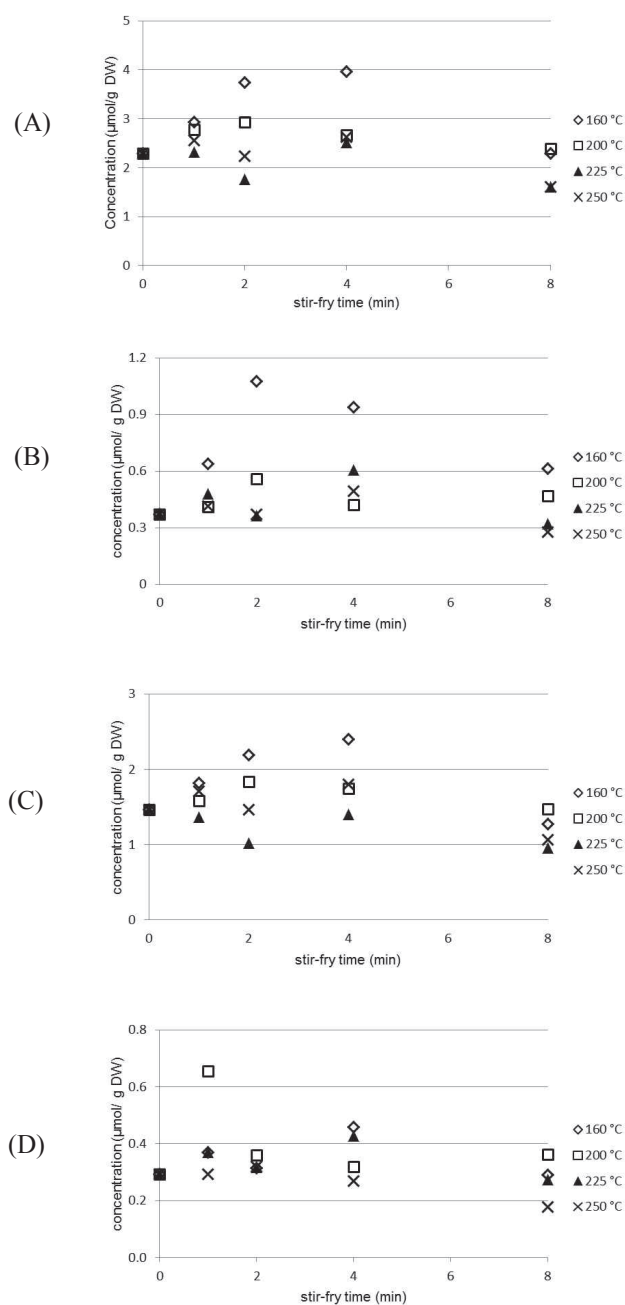 (A)
Concentration (µmol/g DW)
5
4
3
2
1
0
0 2 4 6 8
stir-fry time (min)
160 °C
200 °C
225 °C
250 °C
(B)
concentration (µmol/ g DW)
1.2
0.9
0.6
0.3
0
0 2 4 6 8
stir-fry time (min)
160 °C
200 °C
225 °C
250 °C
(C)
concentration (µmol/ g DW)
3
2
1
0
0 2 4 6 8
stir-fry time (min)
160 °C
200 °C
225 °C
250 °C
(D)
concentration (µmol/ g DW)
0.8
0.6
0.4
0.2
0.0
0 2 4 6 8
stir-fry time (min)
160 °C
200 °C
225 °C
250 °C